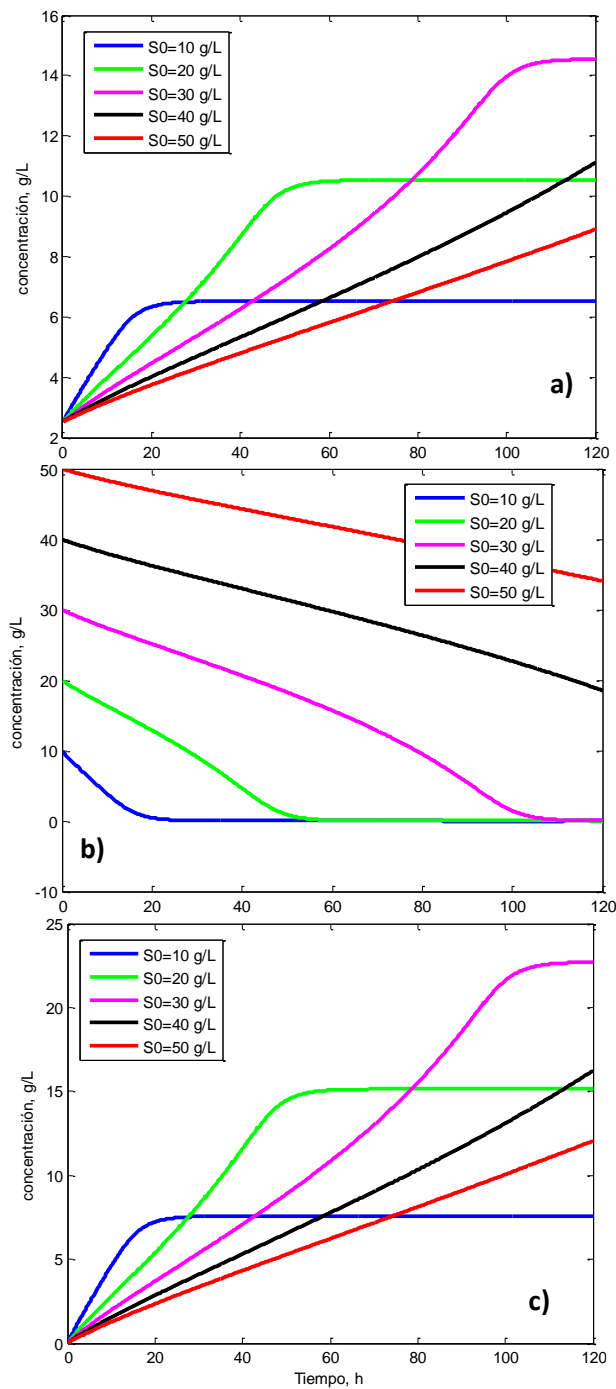 16
14
12
10
8
6
4
2
concentración, g/L
S0=10 g/L
S0=20 g/L
S0=30 g/L
S0=40 g/L
S0=50 g/L
a)
0 20 40 60 80 100 120
50
40
30
20
10
0
-10
concentración, g/L
S0=10 g/L
S0=20 g/L
S0=30 g/L
S0=40 g/L
S0=50 g/L
b)
0 20 40 60 80 100 120
25
20
15
10
5
0
concentración, g/L
S0=10 g/L
S0=20 g/L
S0=30 g/L
S0=40 g/L
S0=50 g/L
c)
0 20 40 60 80 100 120
Tiempo, h